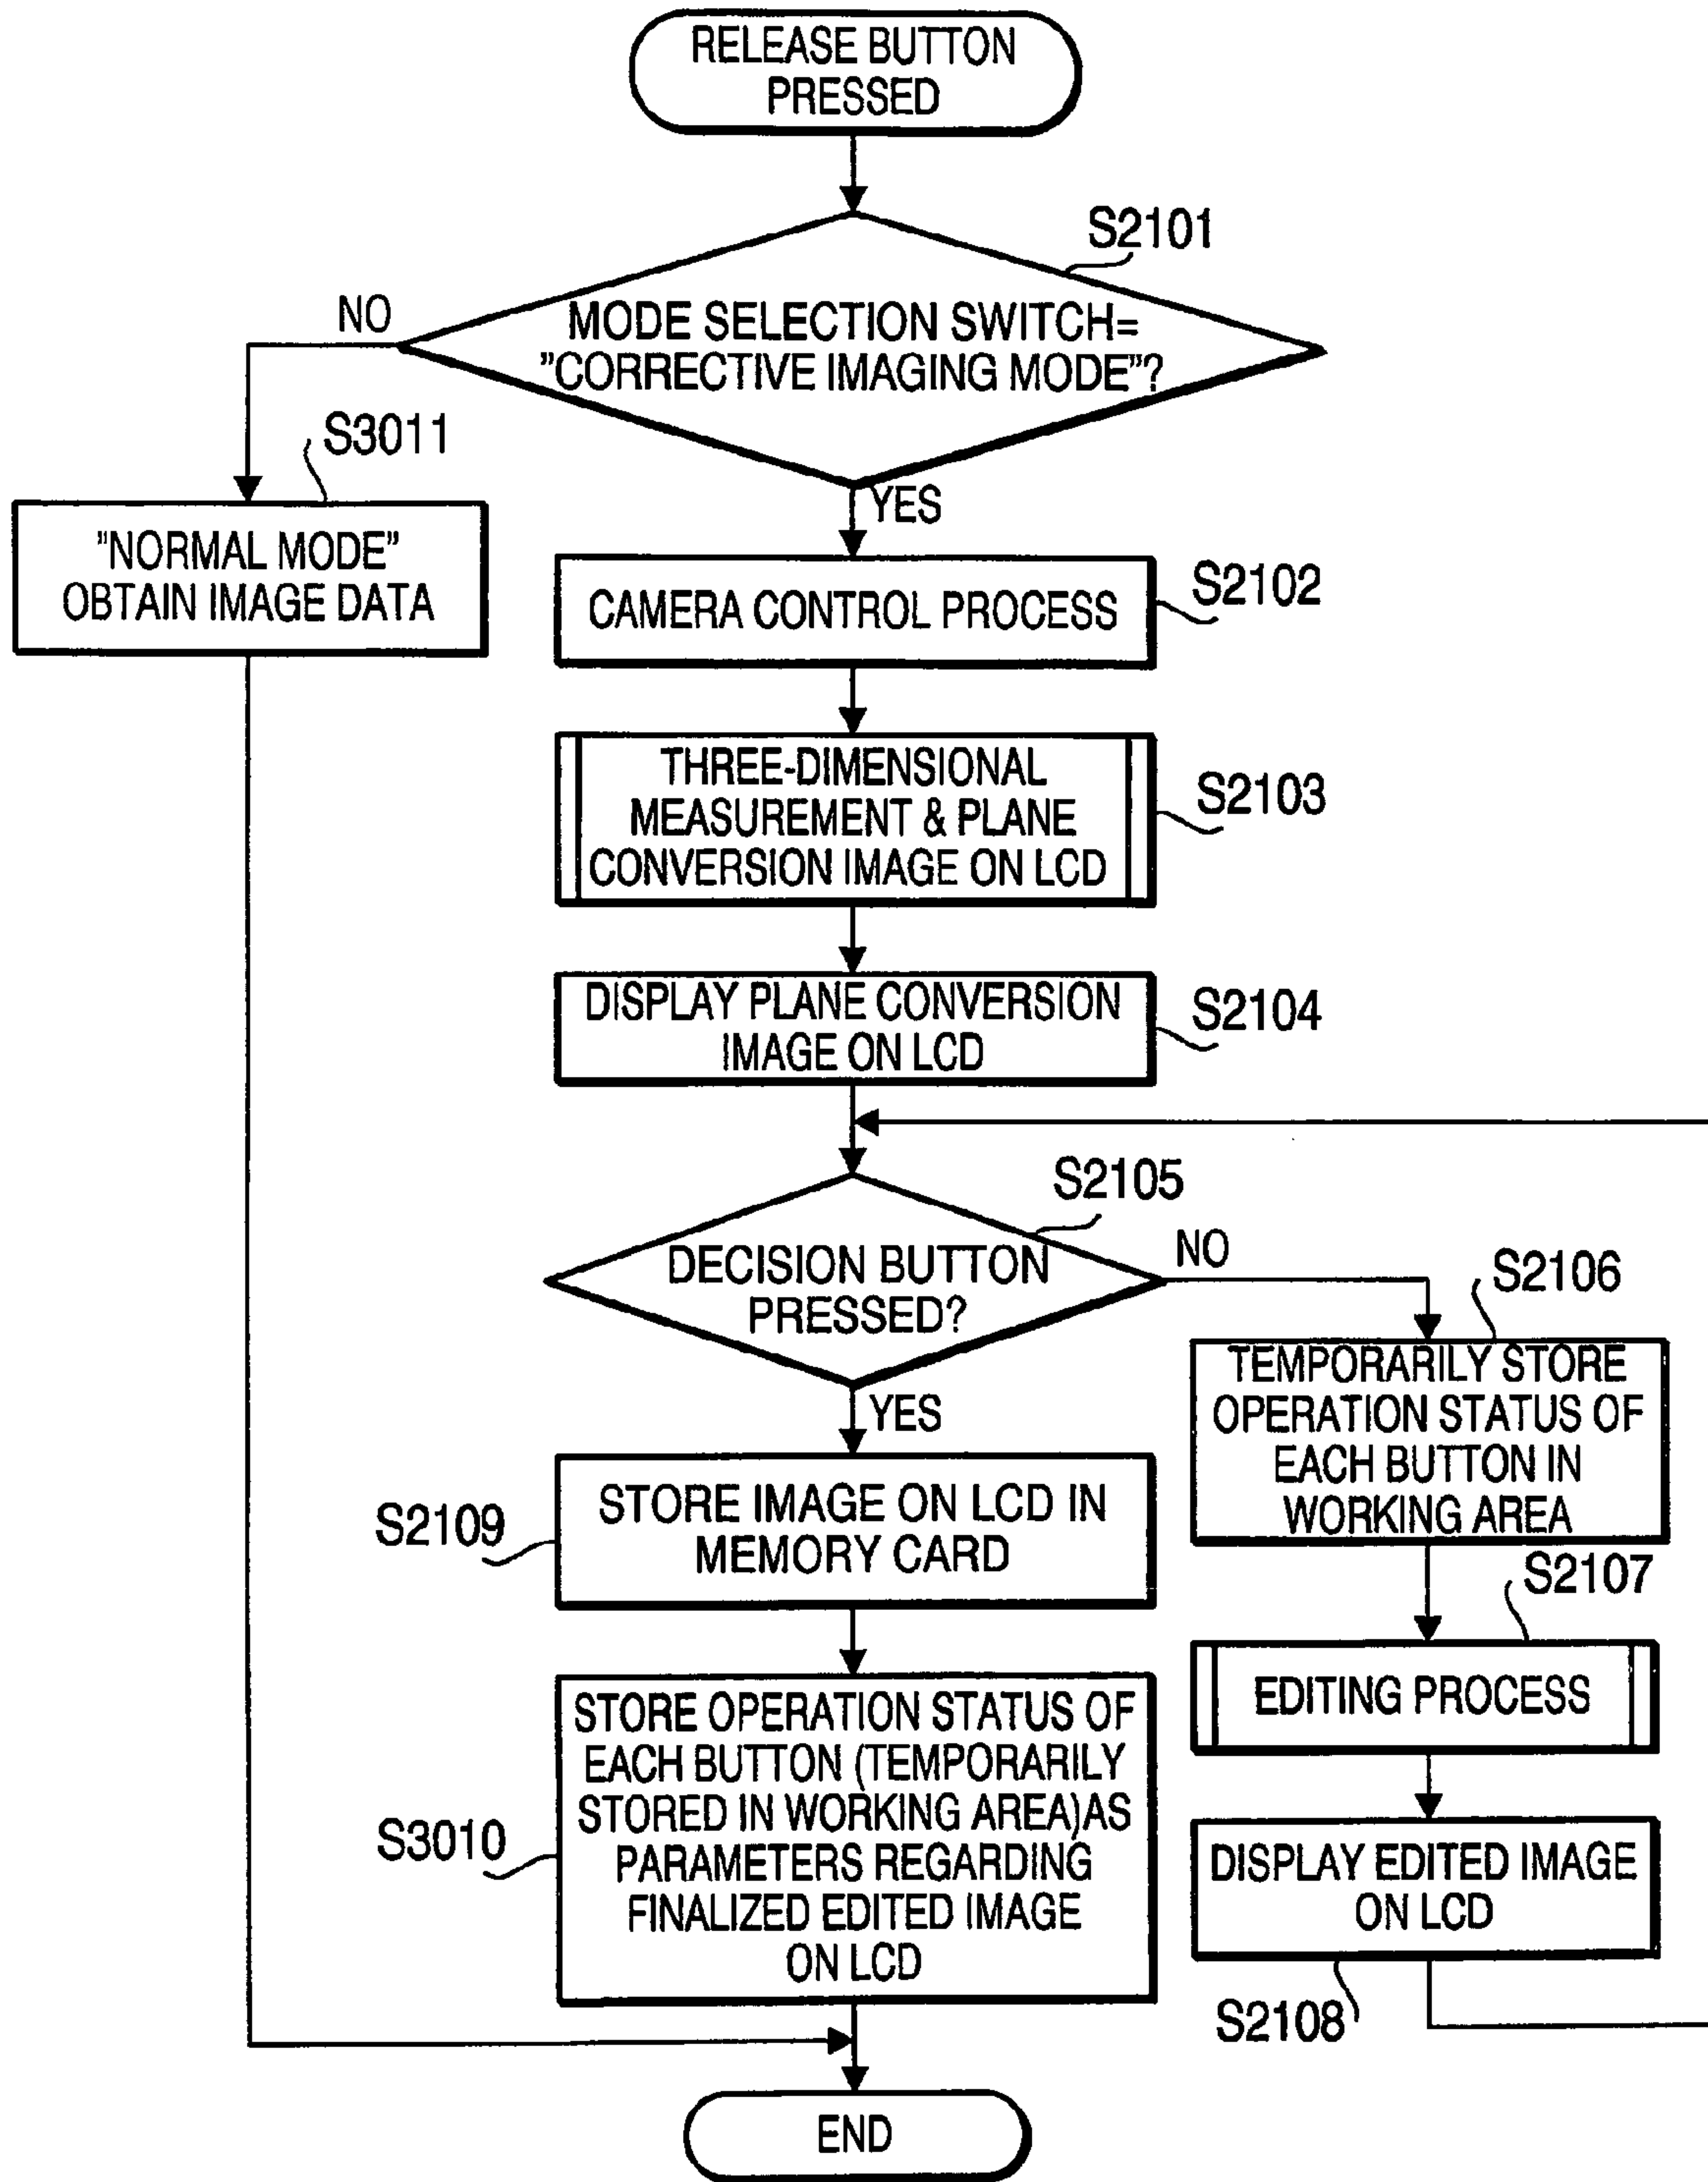 RELEASE BUTTON
PRESSED
S2101
NO
MODE SELECTION SWITCH=
"CORRECTIVE IMAGING MODE"?
S3011
YES
"NORMAL MODE"
OBTAIN IMAGE DATA
CAMERA CONTROL PROCESS
S2102
THREE-DIMENSIONAL
MEASUREMENT & PLANE
CONVERSION IMAGE ON LCD
S2103
DISPLAY PLANE CONVERSION
IMAGE ON LCD
S2104
S2105
DECISION BUTTON
PRESSED?
NO
S2106
YES
TEMPORARILY STORE
OPERATION STATUS OF
EACH BUTTON IN
WORKING AREA
S2109
STORE IMAGE ON LCD IN
MEMORY CARD
S2107
EDITING PROCESS
S3010
STORE OPERATION STATUS OF
EACH BUTTON (TEMPORARILY
STORED IN WORKING AREA)AS
PARAMETERS REGARDING
FINALIZED EDITED IMAGE
ON LCD
DISPLAY EDITED IMAGE
ON LCD
S2108
END